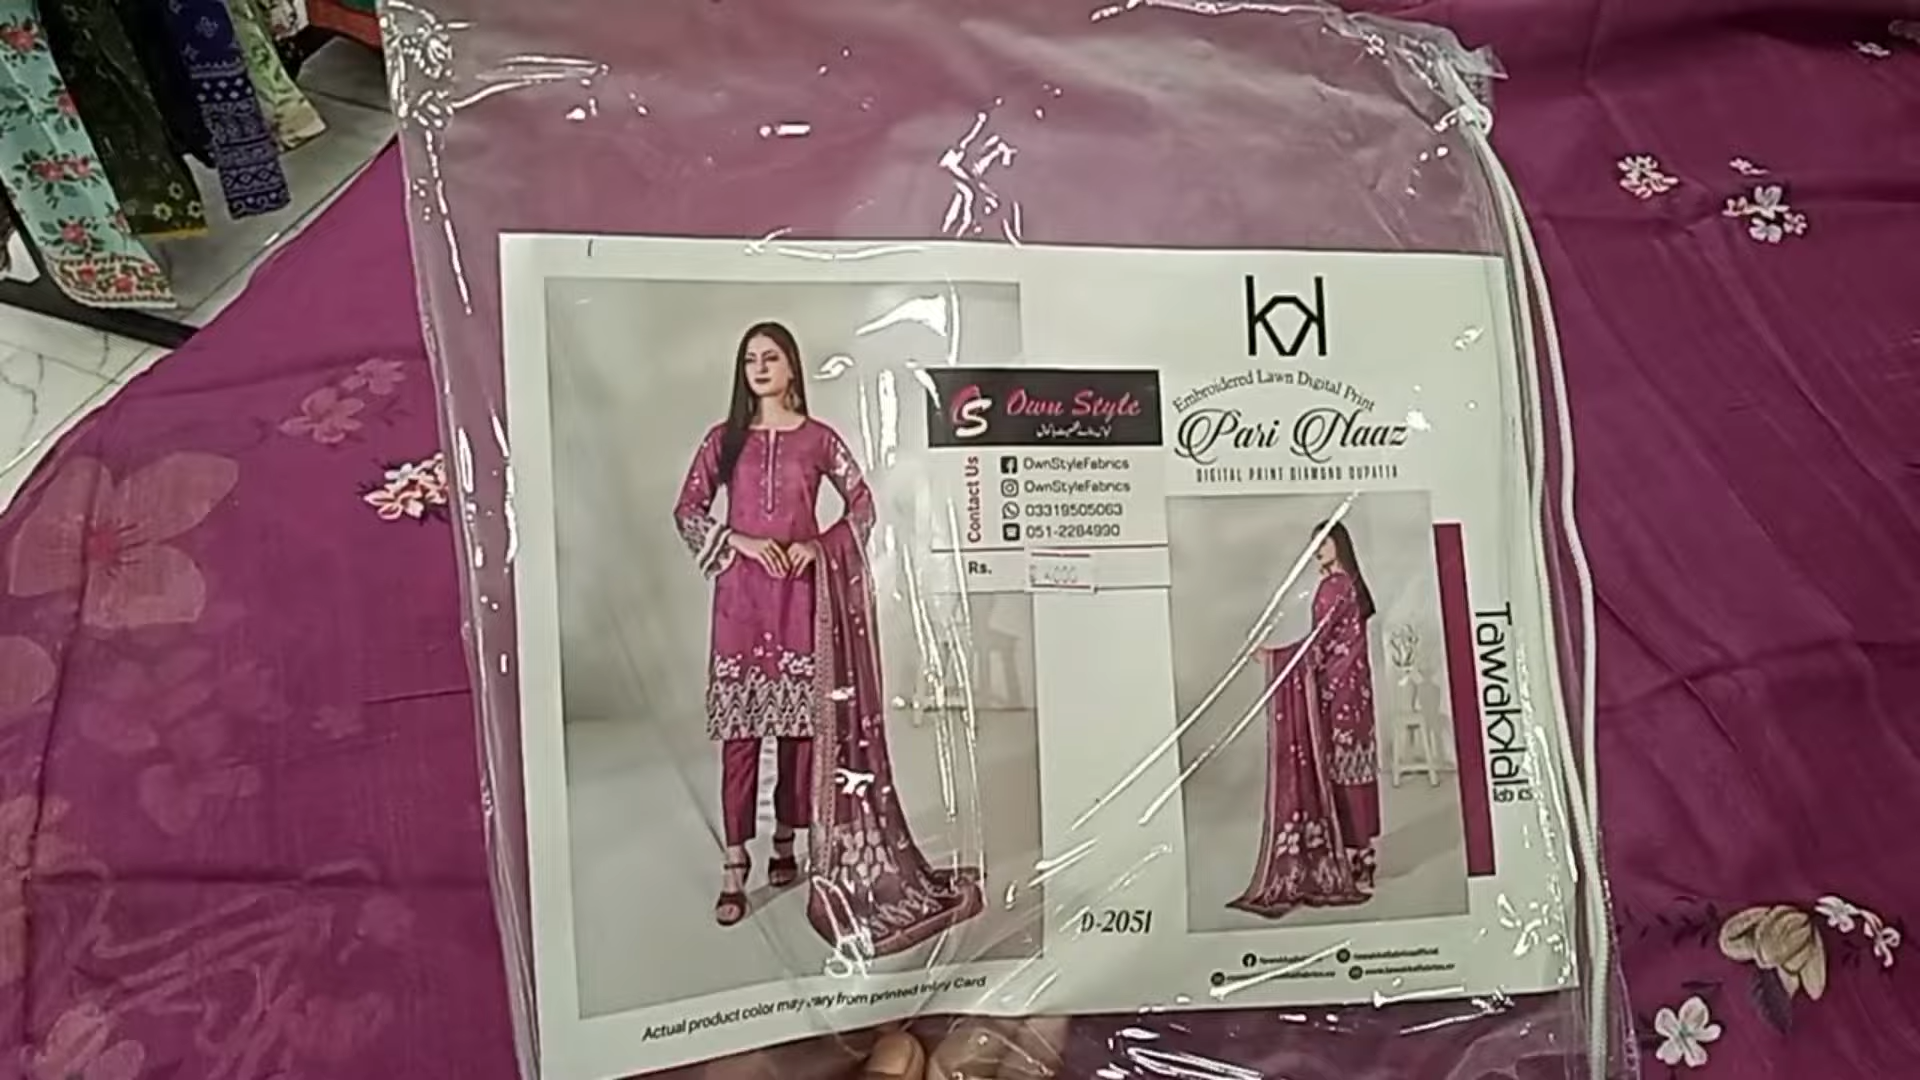 Own Style
Contact Us
OwnStyleFabrics
OwnStyleFabrics
03319505063
051-2284990
Rs.
Embroidered Lawn Digital Print
Pari Naaz
DIGITAL PRINT DIAMOND DUPATTA
Tawakkal
D-2051
Actual product color may vary from printed Inlay Card